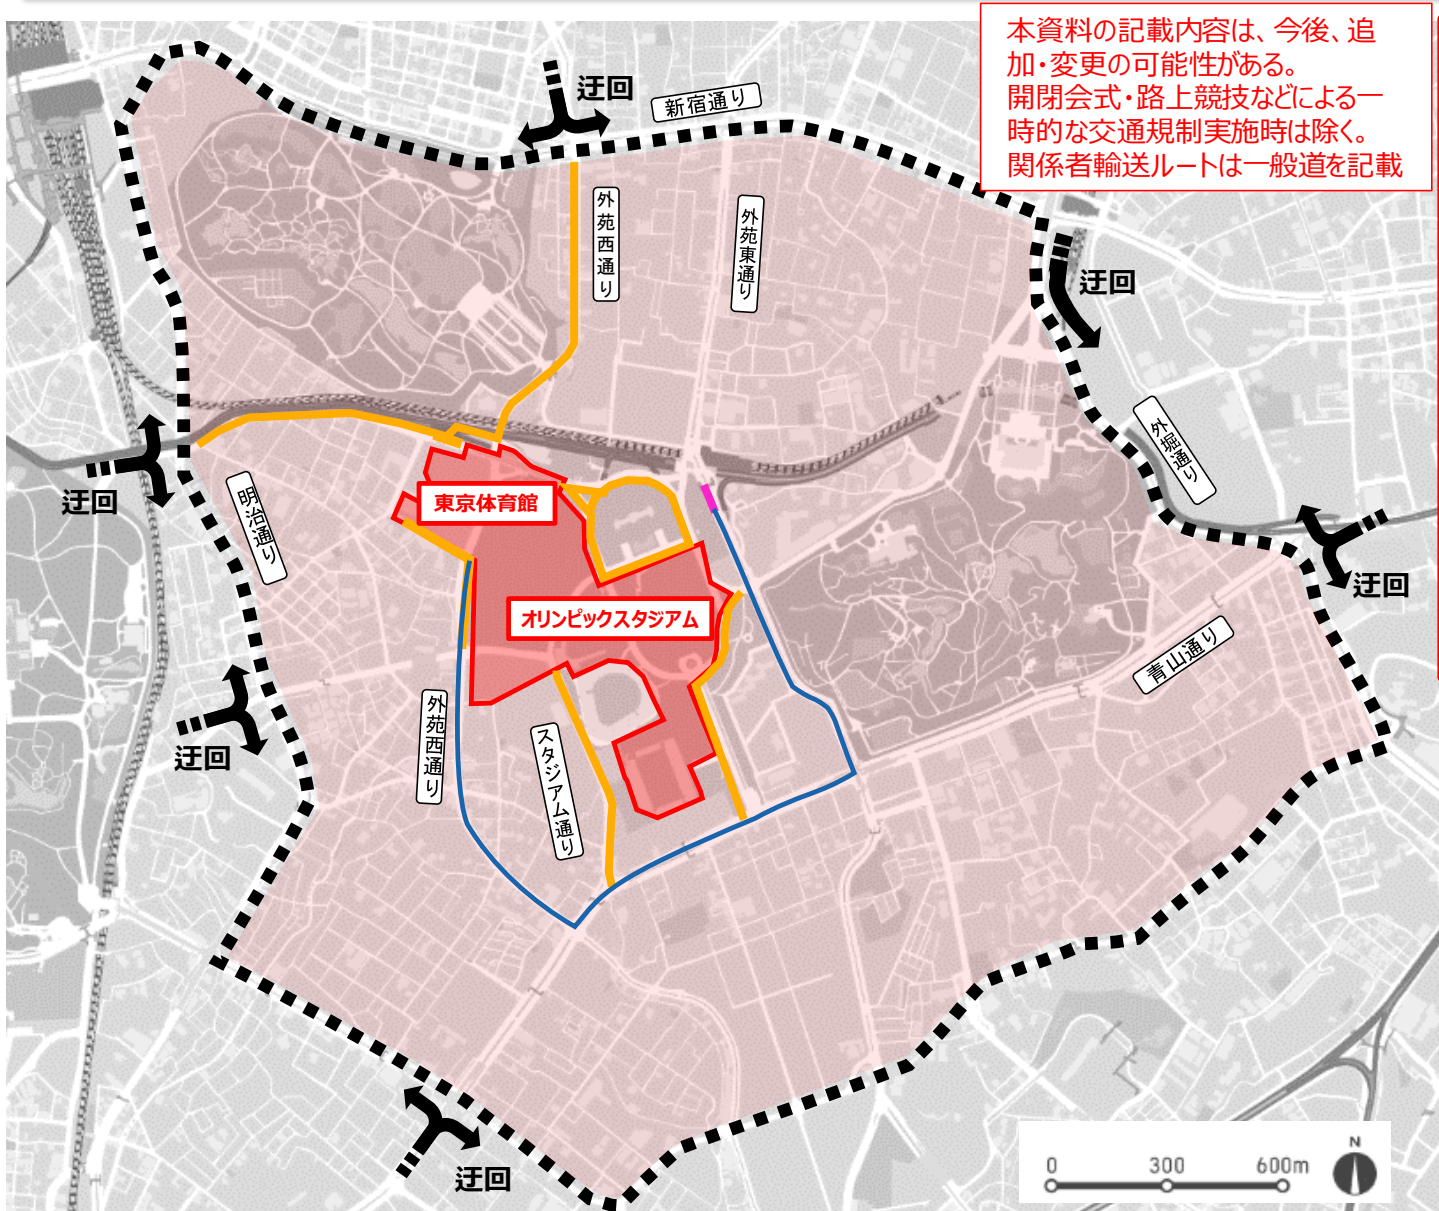 本資料の記載内容は、今後、追
加・変更の可能性がある。
開閉会式・路上競技などによる一
時的な交通規制実施時は除く。
関係者輸送ルートは一般道を記載
迂回
新宿通り
外苑西通り
外苑東通り
迂回
外堀通り
迂回
明治通り
東京体育館
迂回
オリンピックスタジアム
青山通り
迂回
外苑西通り
スタジアム通り
迂回
0 300 600m
N